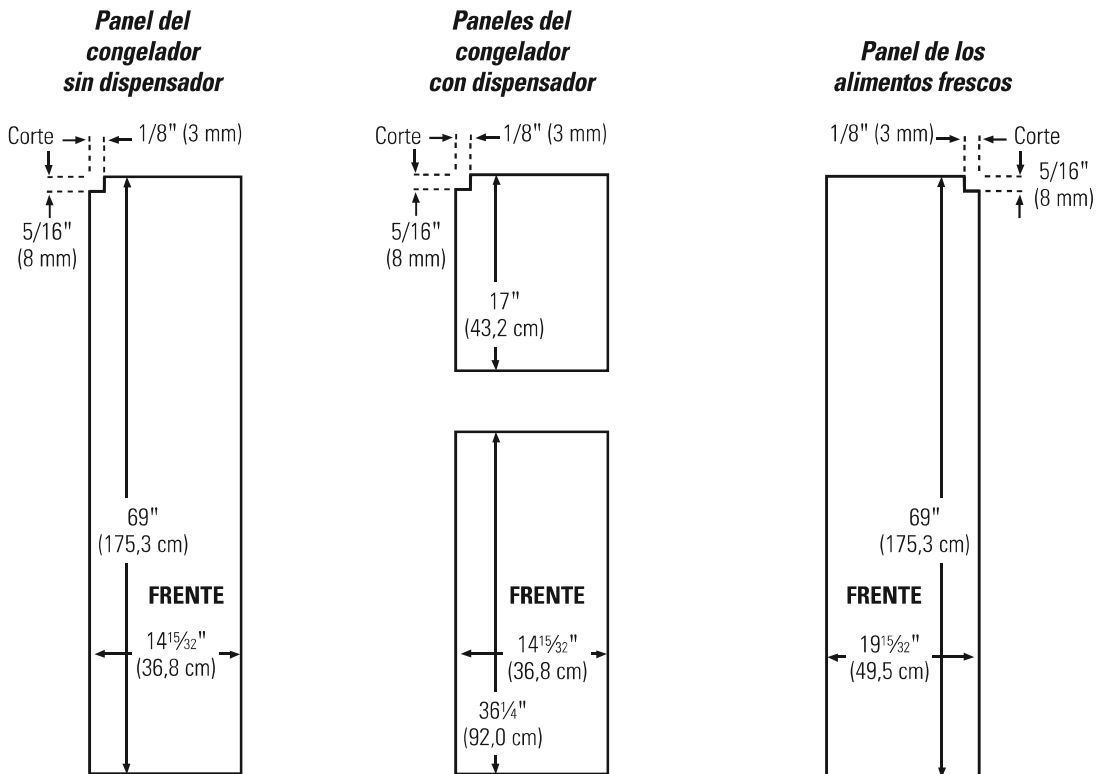 Panel del
congelador
sin dispensador
Corte
1/8" (3 mm)
5/16"
(8 mm)
69"
(175,3 cm)
FRENTE
14 15/32"
(36,8 cm)
Paneles del
congelador
con dispensador
Corte
1/8" (3 mm)
5/16"
(8 mm)
17"
(43,2 cm)
FRENTE
14 15/32"
(36,8 cm)
36 1/4"
(92,0 cm)
Panel de los
alimentos frescos
1/8" (3 mm)
Corte
5/16"
(8 mm)
69"
(175,3 cm)
FRENTE
19 15/32"
(49,5 cm)